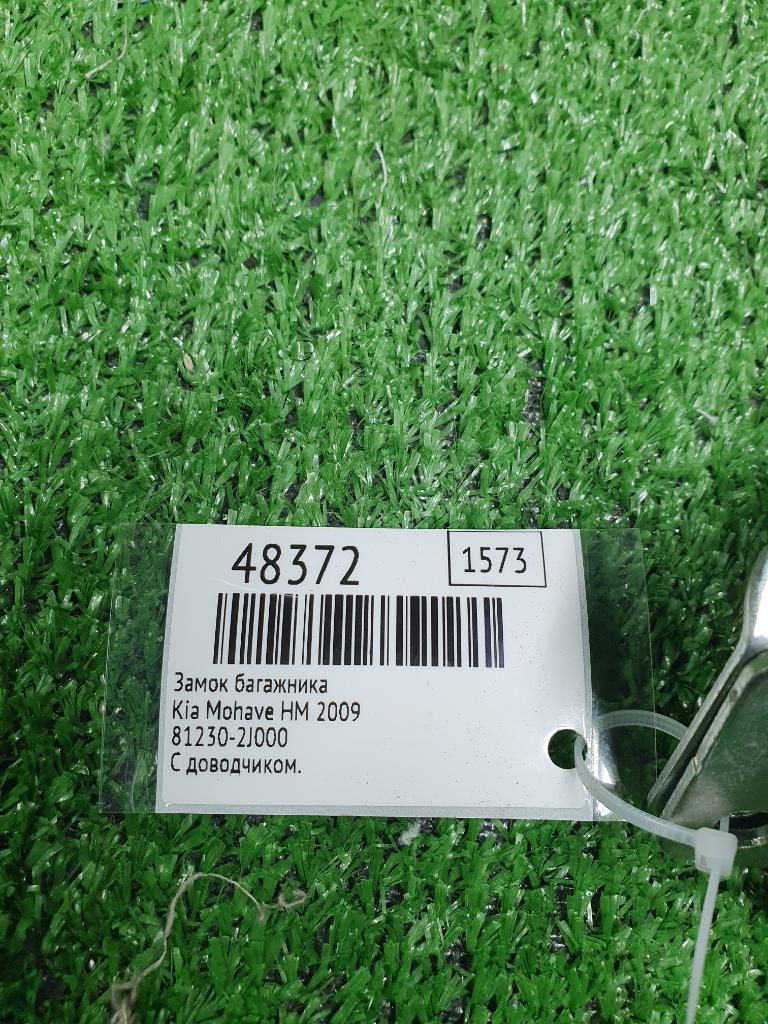 48372 1573
Замок багажника
Kia Mohave HM 2009
81230-2J000
С доводчиком.